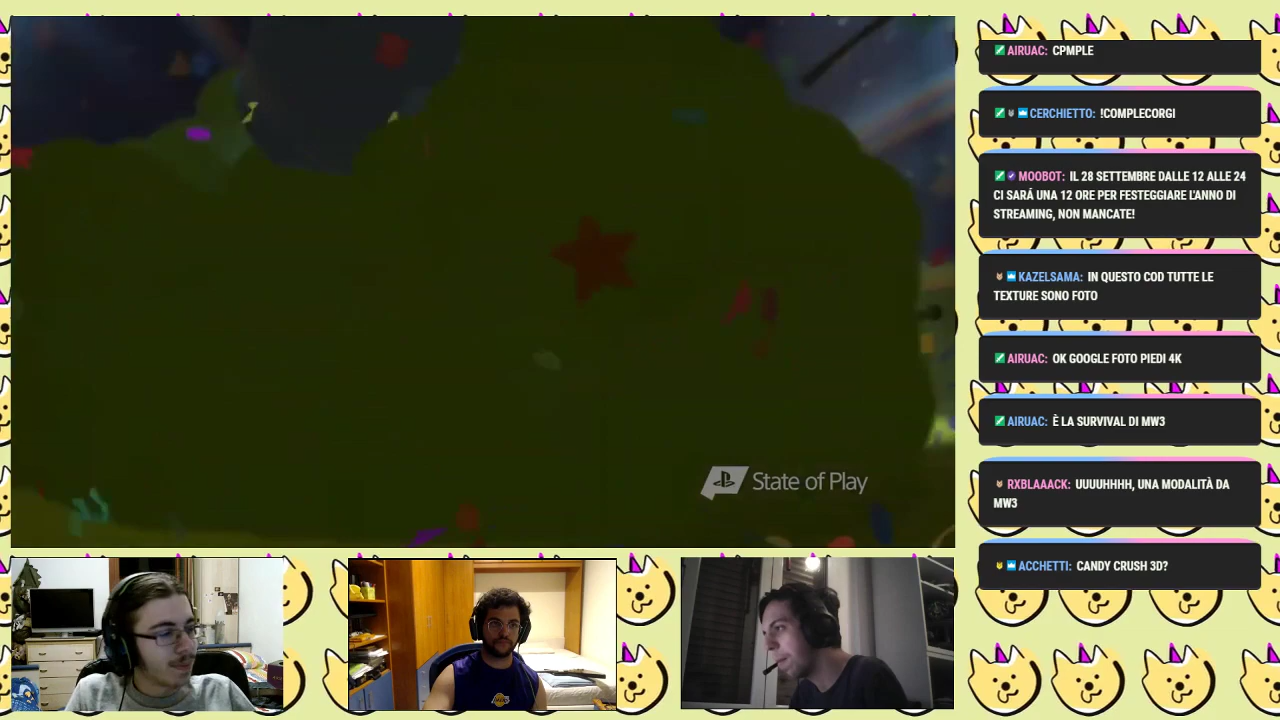 State of Play
AIRUAC: CPMPLE
CERCHIETTO: !COMPLECORGI
MOOBOT: IL 28 SETTEMBRE DALLE 12 ALLE 24
CI SARÁ UNA 12 ORE PER FESTEGGIARE L'ANNO DI
STREAMING, NON MANCATE!
KAZELSAMA: IN QUESTO COD TUTTE LE
TEXTURE SONO FOTO
AIRUAC: OK GOOGLE FOTO PIEDI 4K
AIRUAC: È LA SURVIVAL DI MW3
RXBLAAACK: UUUUHHHH, UNA MODALITÀ DA
MW3
ACCHETTI: CANDY CRUSH 3D?